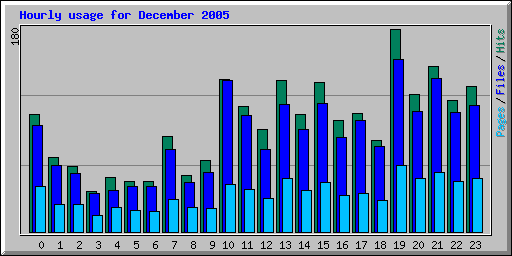 Hourly usage for December 2005
180
Pages / Files / Hits
0 1 2 3 4 5 6 7 8 9 10 11 12 13 14 15 16 17 18 19 20 21 22 23